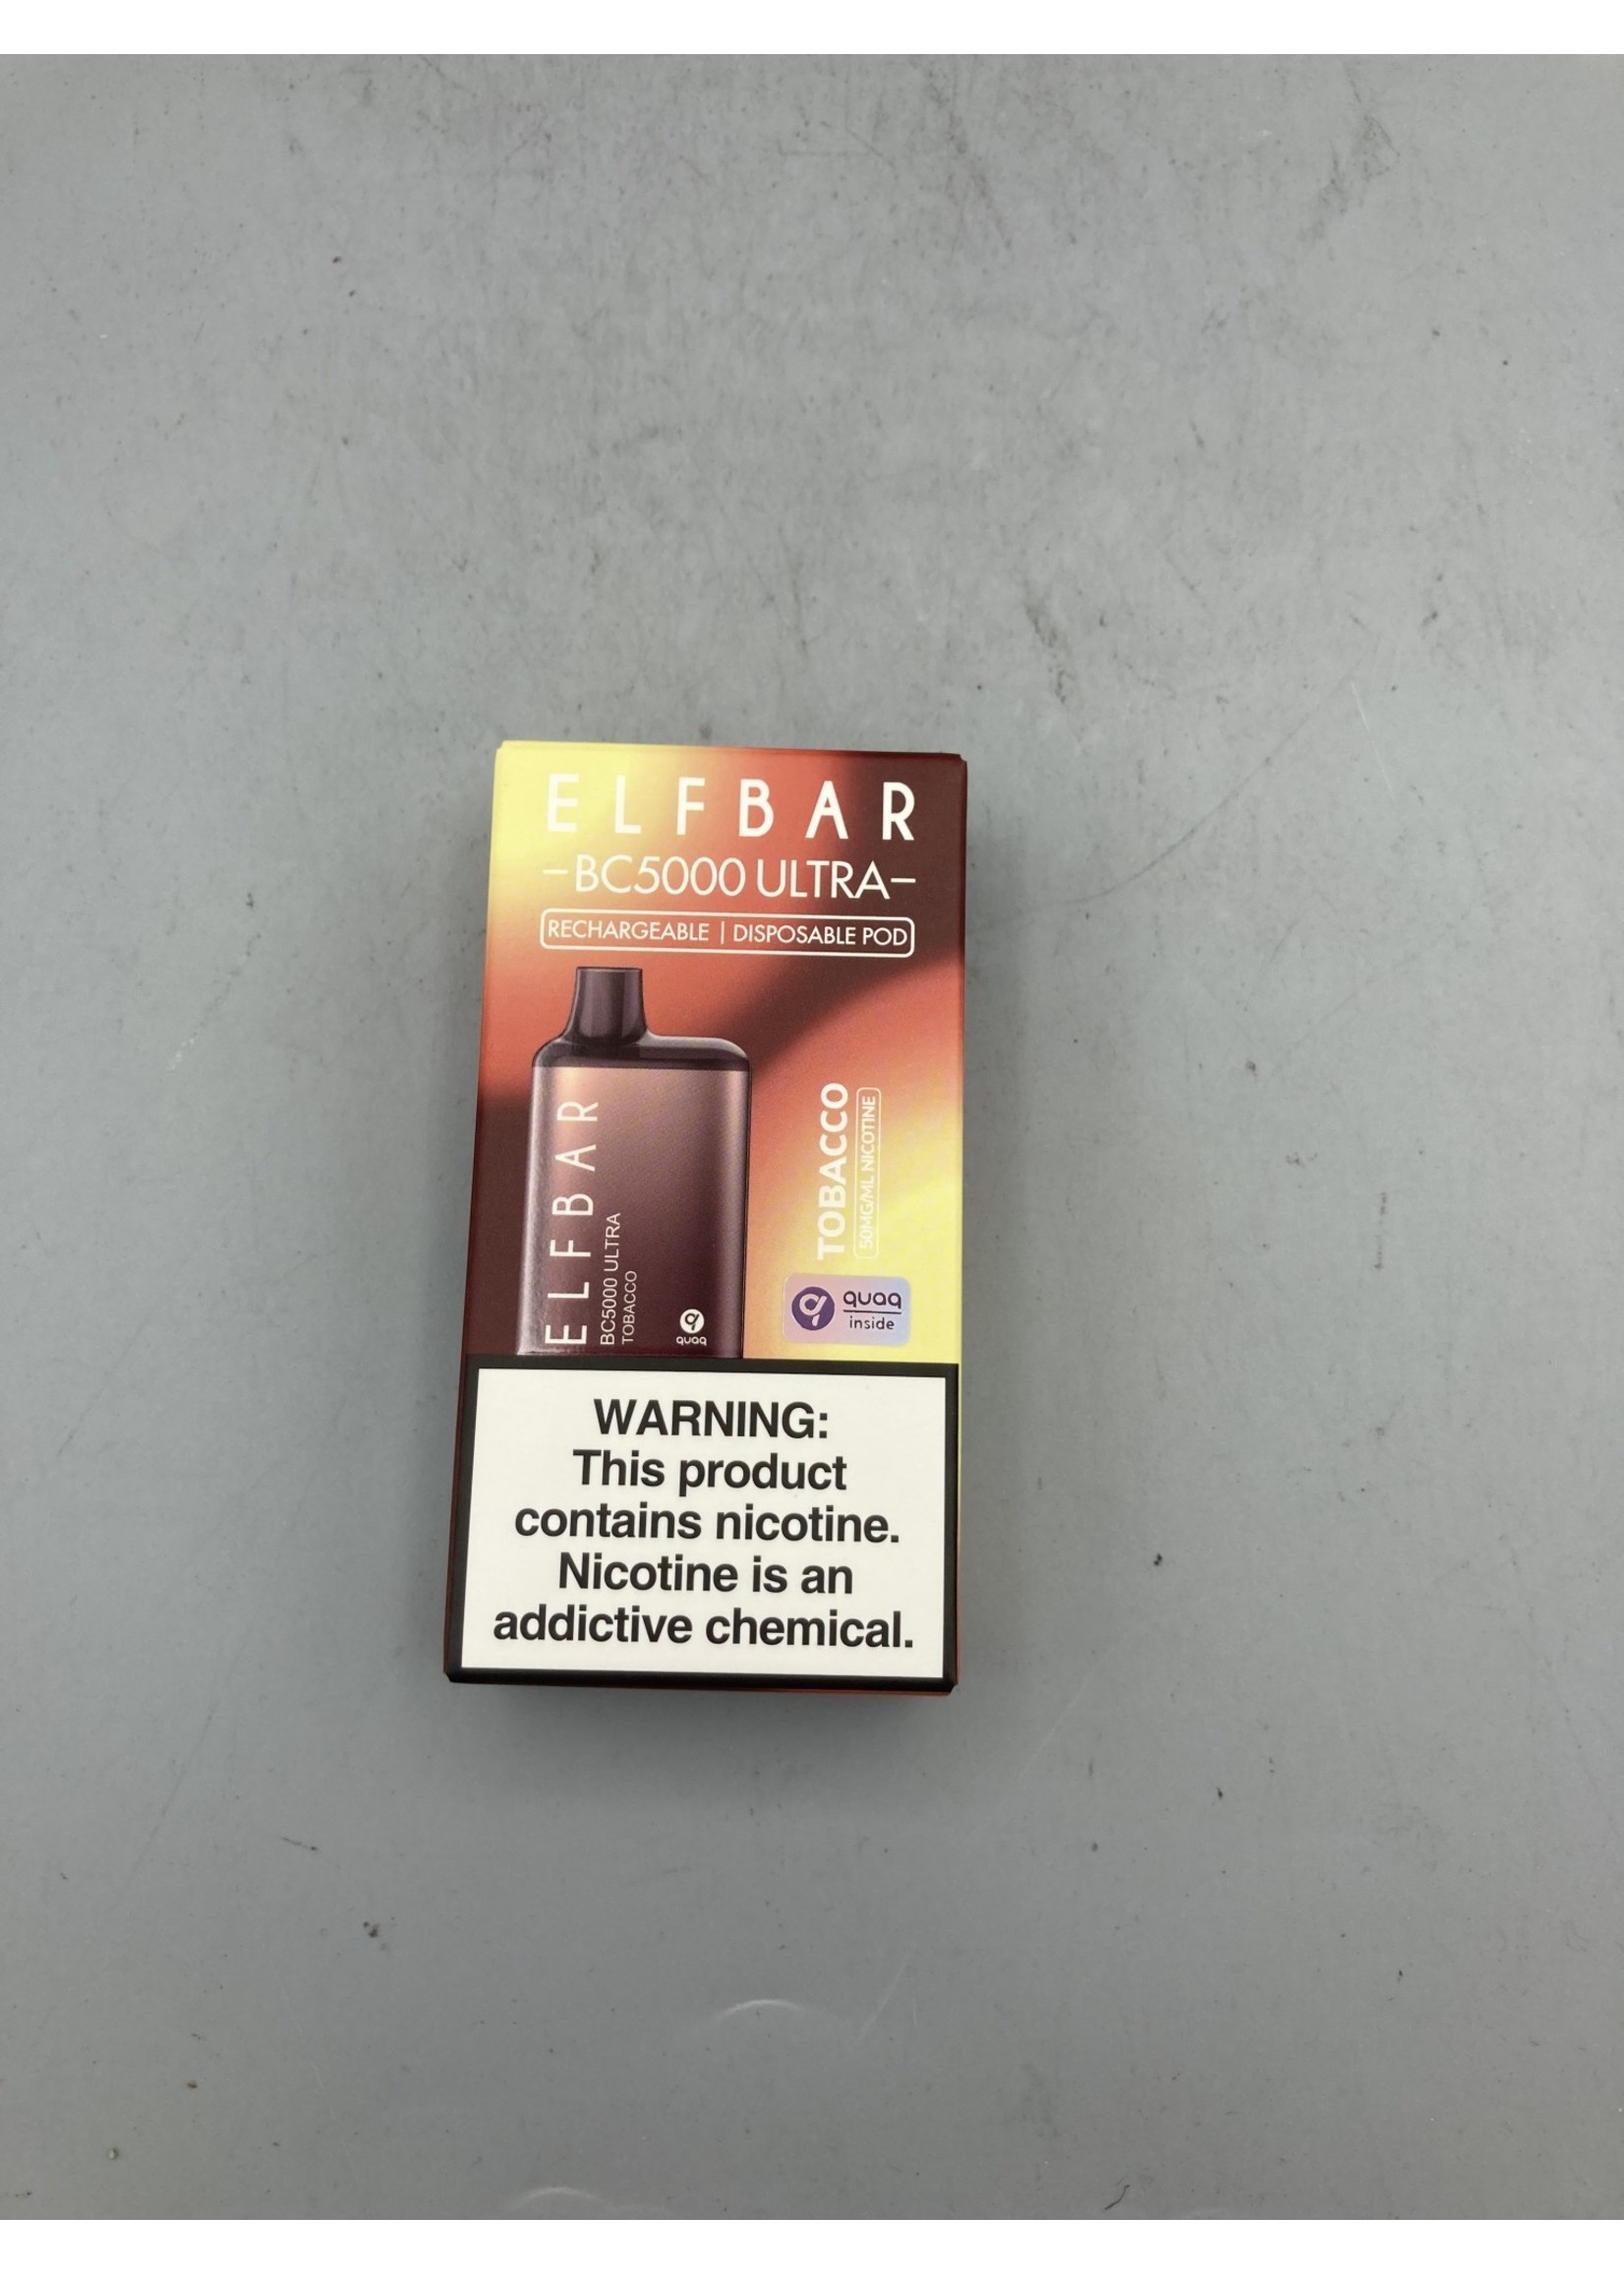 ELFBAR
-BC5000 ULTRA-
RECHARGEABLE | DISPOSABLE POD
ELFBAR
BC5000 ULTRA
TOBACCO
quaq
TOBACCO
50MG/ML NICOTINE
quaq
inside
WARNING:
This product
contains nicotine.
Nicotine is an
addictive chemical.